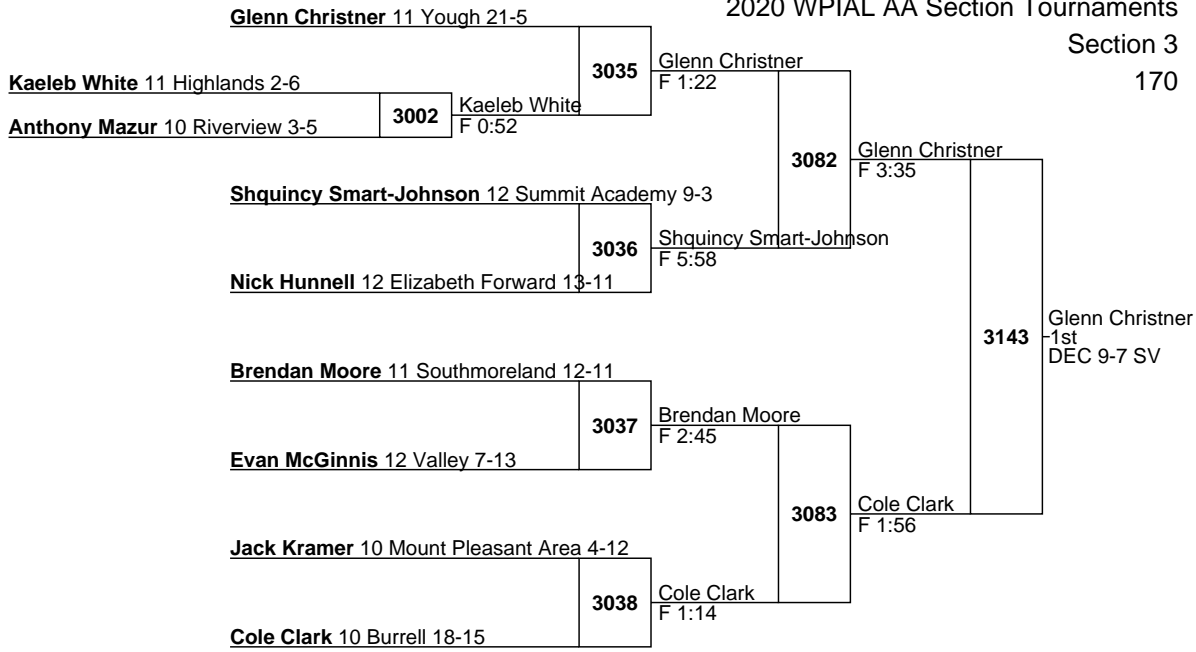 2020 WPIAL AA Section Tournaments
Section 3
170
Glenn Christner 11 Yough 21-5
3035
Glenn Christner
F 1:22
Kaeleb White 11 Highlands 2-6
3002
Kaeleb White
F 0:52
Anthony Mazur 10 Riverview 3-5
3082
Glenn Christner
F 3:35
Shquincy Smart-Johnson 12 Summit Academy 9-3
3036
Shquincy Smart-Johnson
F 5:58
Nick Hunnell 12 Elizabeth Forward 13-11
3143
Glenn Christner
1st
DEC 9-7 SV
Brendan Moore 11 Southmoreland 12-11
3037
Brendan Moore
F 2:45
Evan McGinnis 12 Valley 7-13
3083
Cole Clark
F 1:56
Jack Kramer 10 Mount Pleasant Area 4-12
3038
Cole Clark
F 1:14
Cole Clark 10 Burrell 18-15